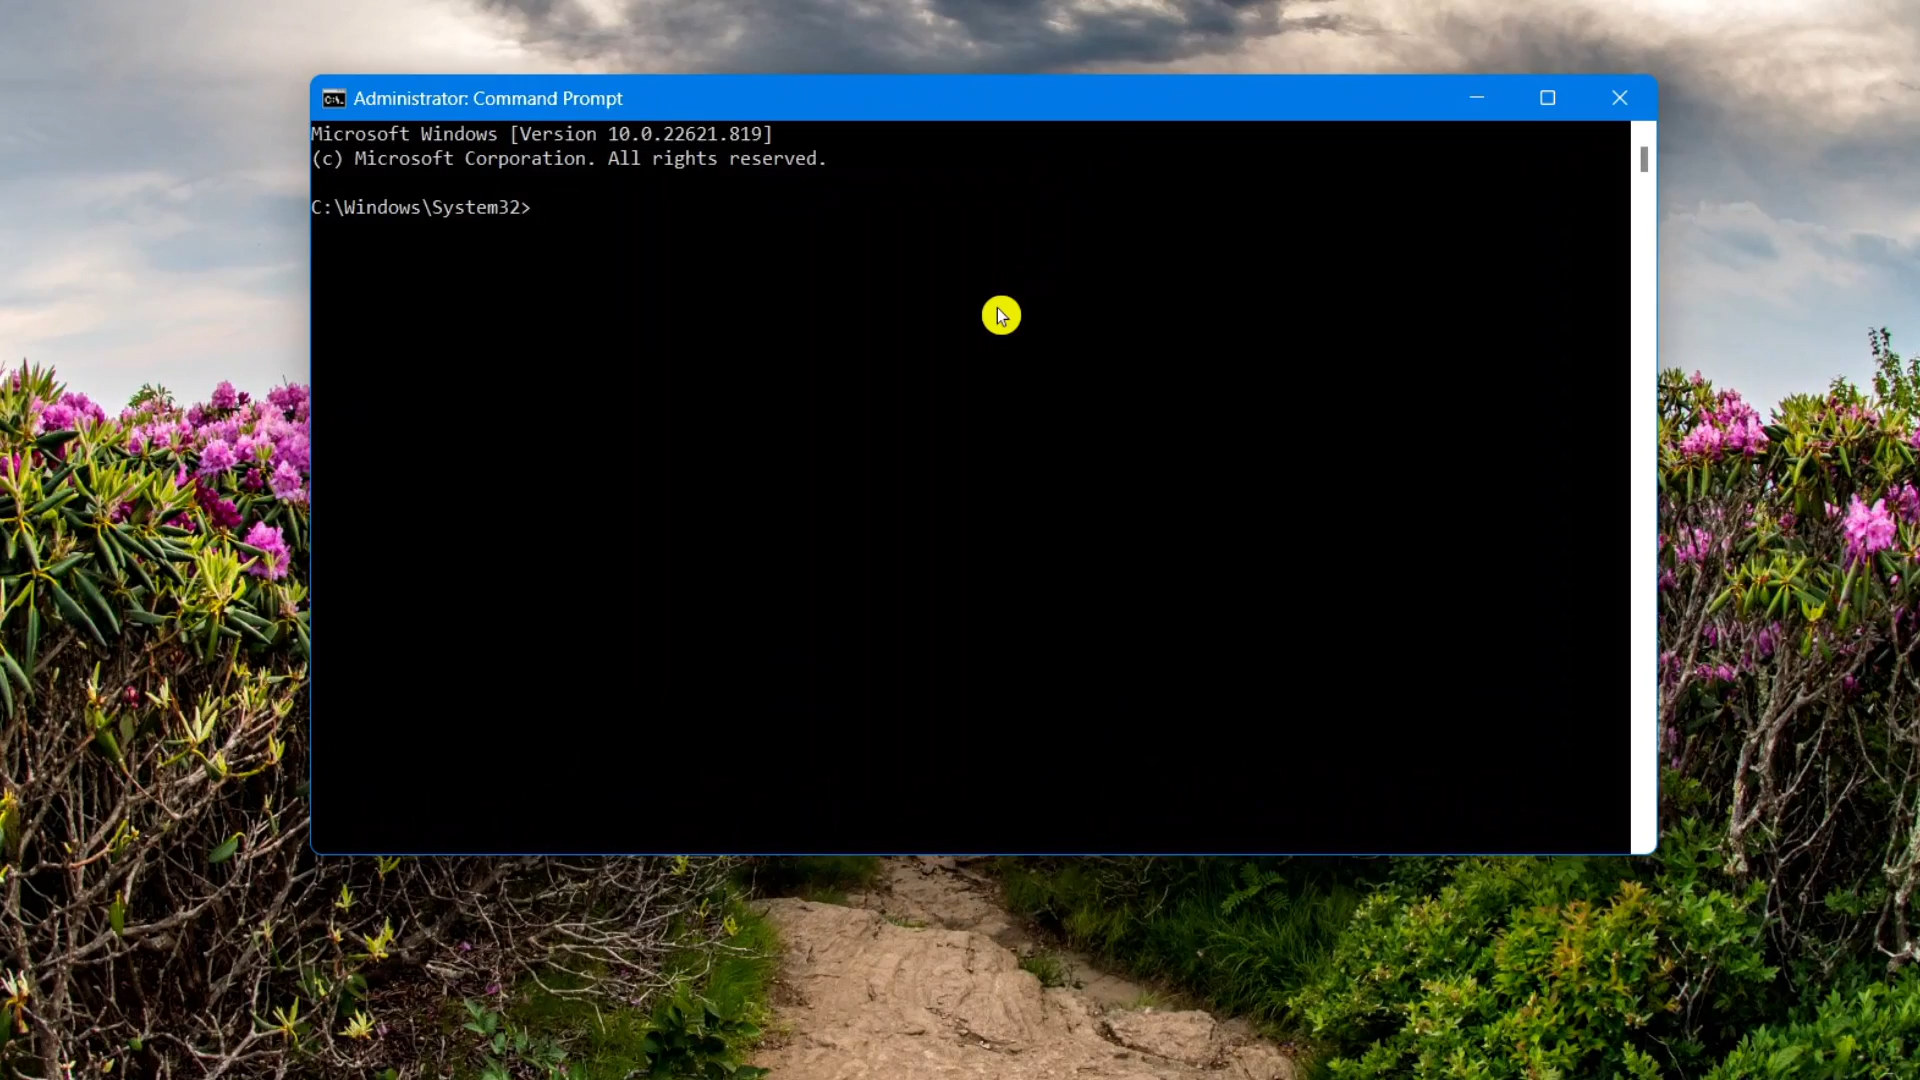 Administrator: Command Prompt
Microsoft Windows [Version 10.0.22621.819]
(c) Microsoft Corporation. All rights reserved.
C:\Windows\System32>